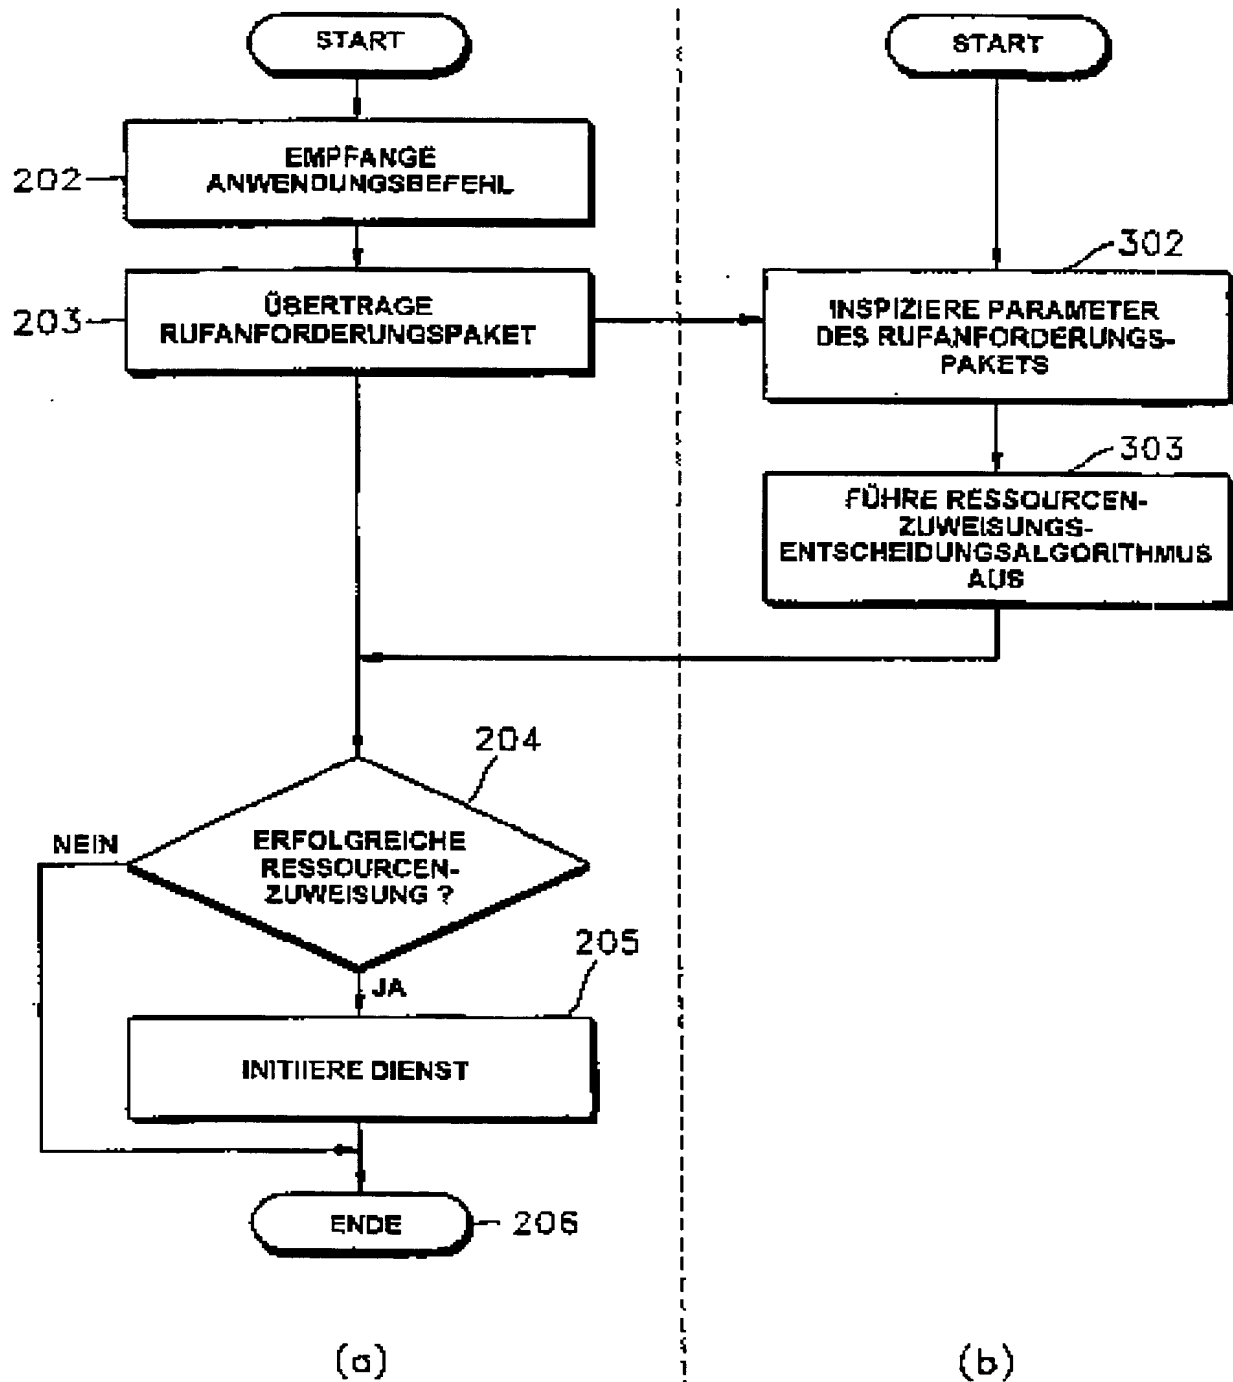 START
202
EMPFANGE
ANWENDUNGSBEFEHL
203
ÜBERTRAGE
RUFANFORDERUNGSPAKET
204
NEIN
ERFOLGREICHE
RESSOURCEN-
ZUWEISUNG ?
JA
205
INITIIERE DIENST
ENDE
206
(a)
START
302
INSPIZIERE PARAMETER
DES RUFANFORDERUNGS-
PAKETS
303
FÜHRE RESSOURCEN-
ZUWEISUNGS-
ENTSCHEIDUNGSALGORITHMUS
AUS
(b)